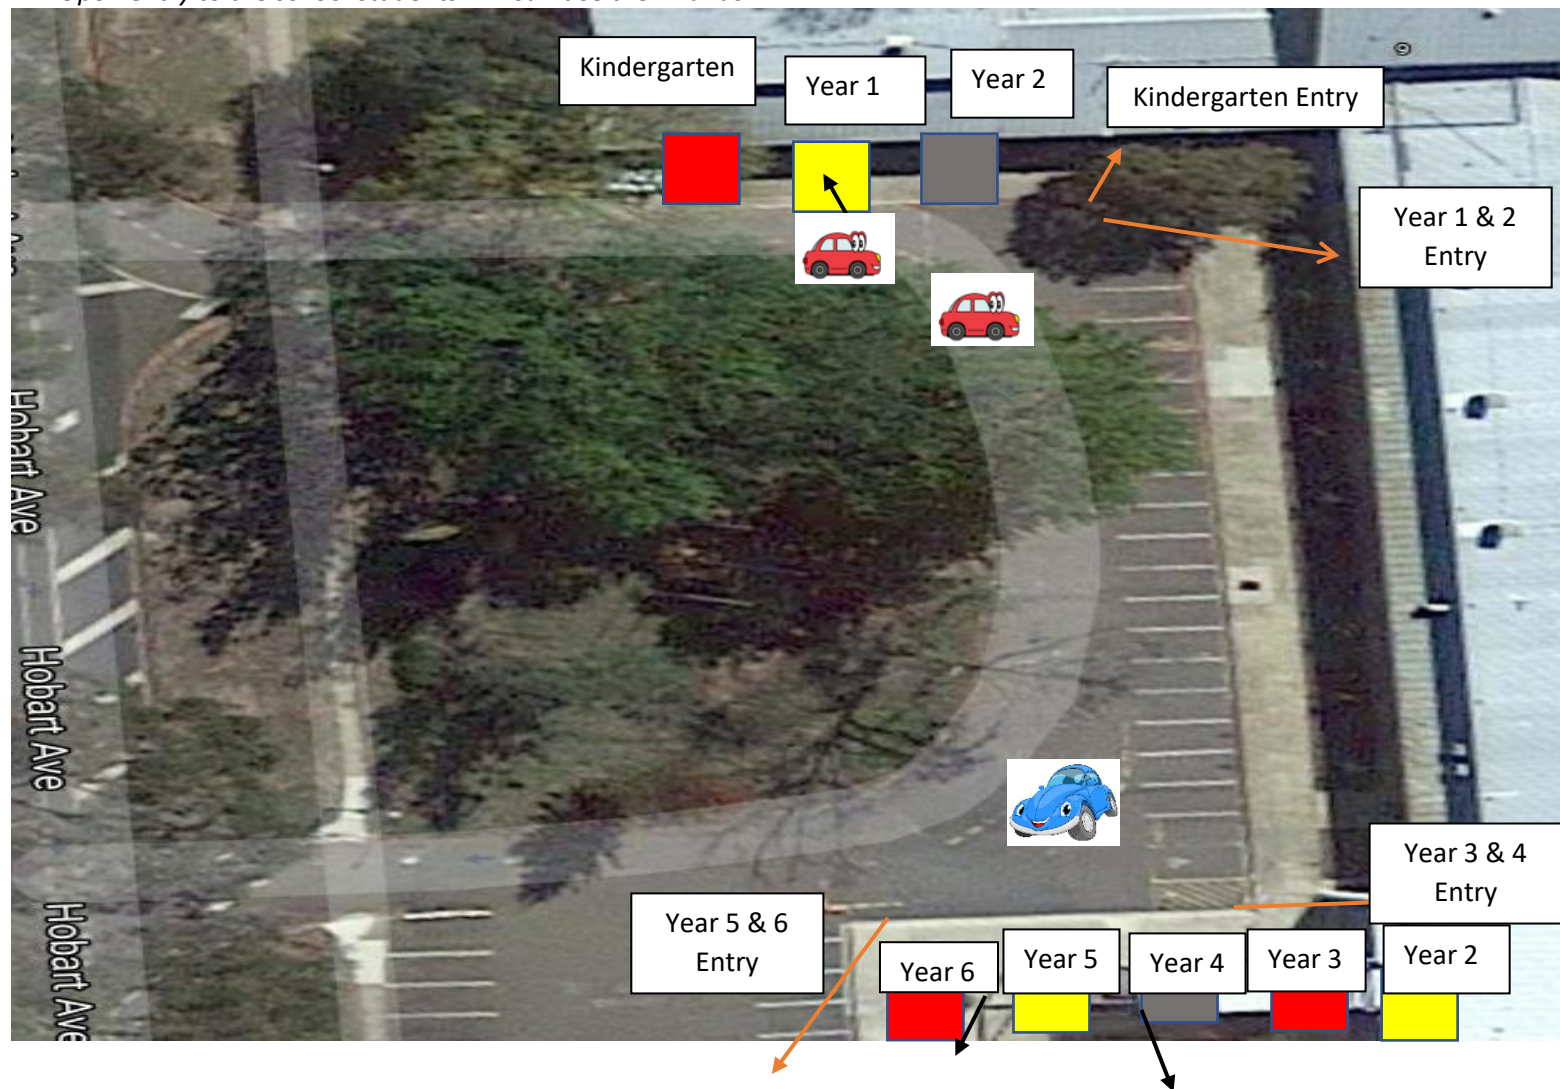 Kindergarten
Year 1
Year 2
Kindergarten Entry
Year 1 & 2
Entry
Hobart Ave
Hobart Ave
Year 3 & 4
Entry
Year 5 & 6
Entry
Hobart Ave
Year 6
Year 5
Year 4
Year 3
Year 2